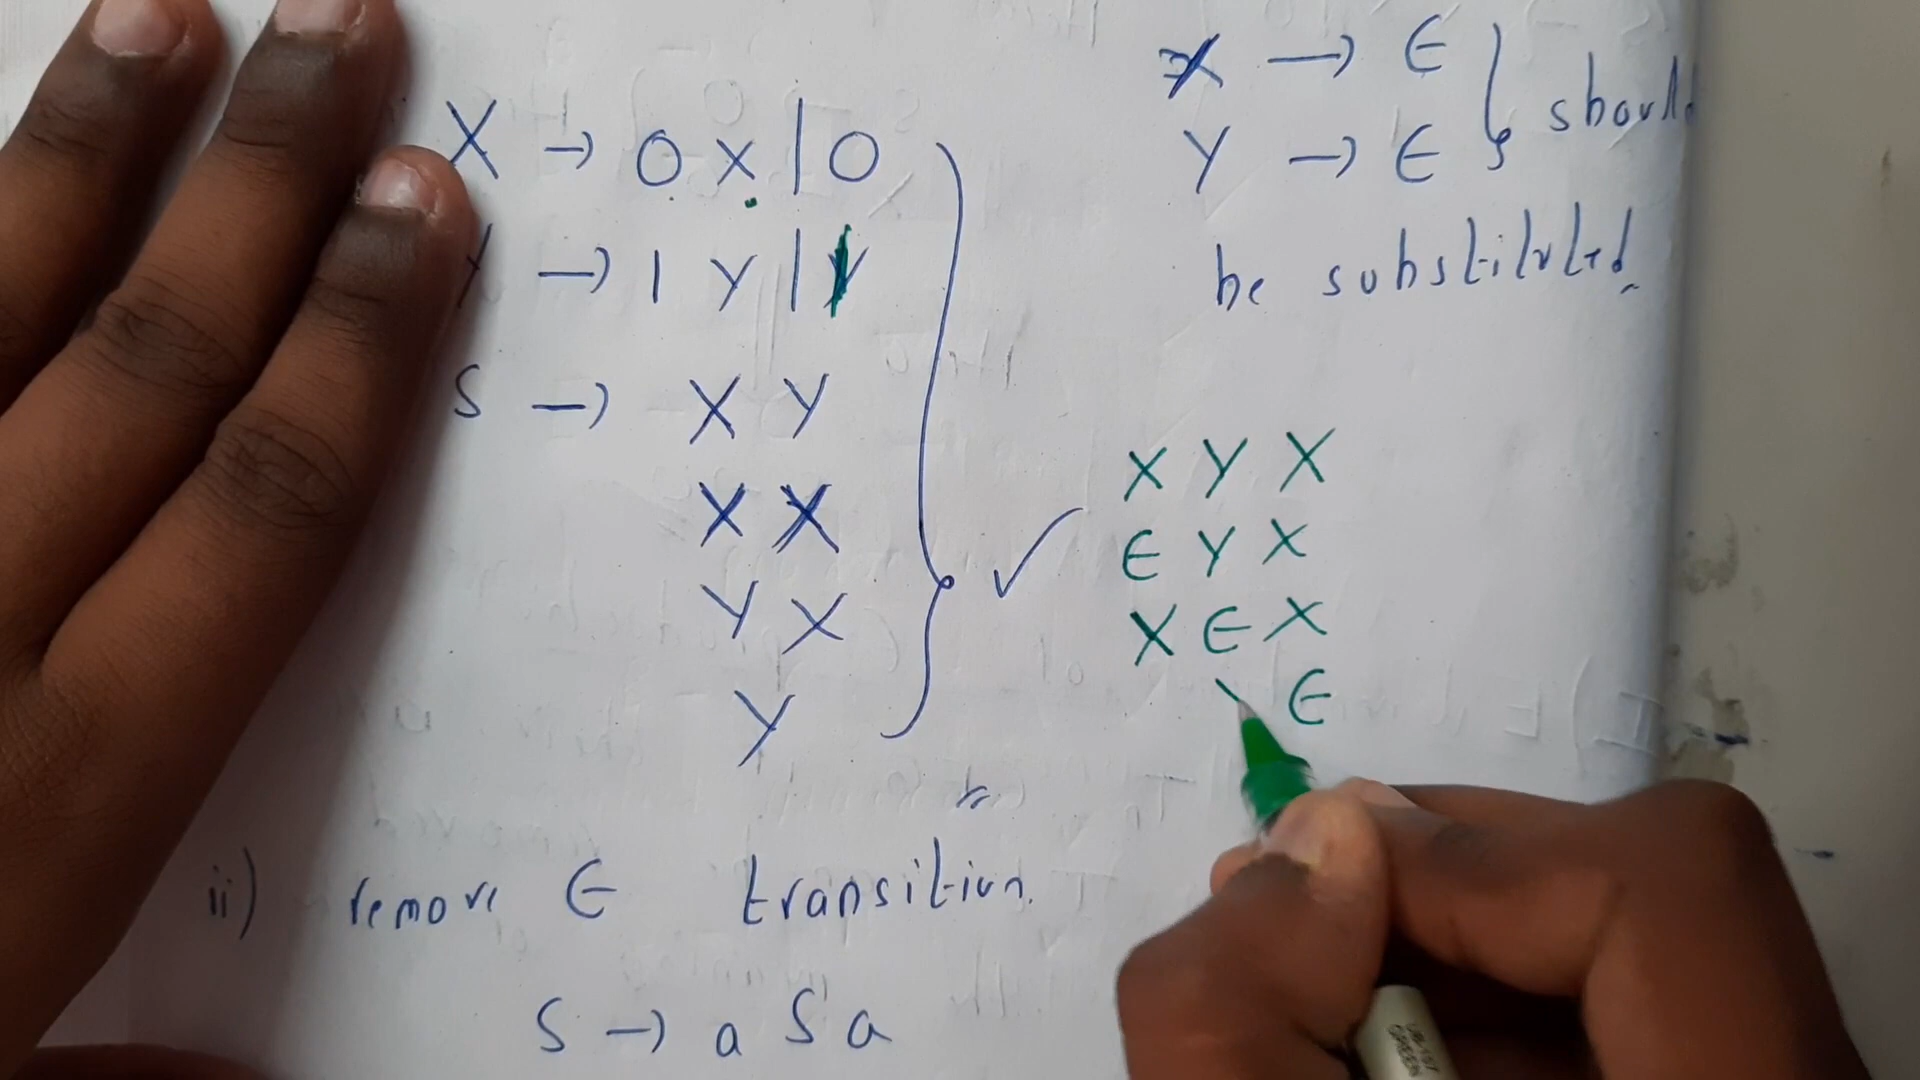 X → 0 X | 0
Y → 1 Y | 1
S → X Y
X X
Y X
Y
X → ∈
Y → ∈
should
be substituted
X Y X
∈ Y X
X ∈ X
∈
ii) remove ∈ transition.
S → a S a